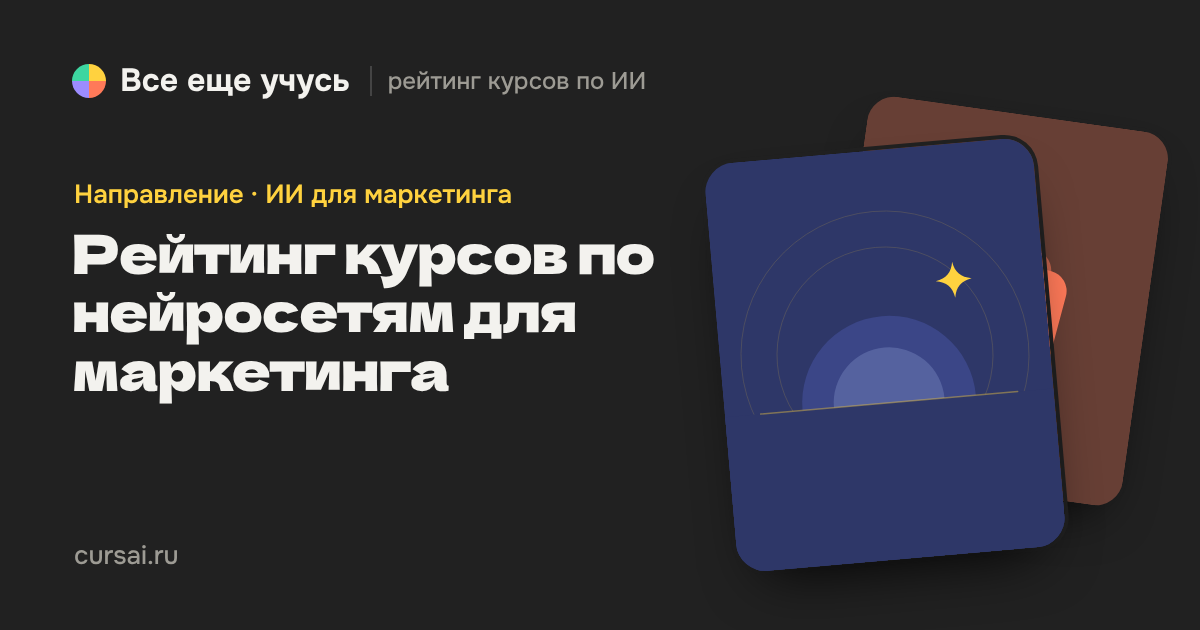 Все еще учусь
рейтинг курсов по ИИ
Направление · ИИ для маркетинга
Рейтинг курсов по
нейросетям для
маркетинга
cursai.ru